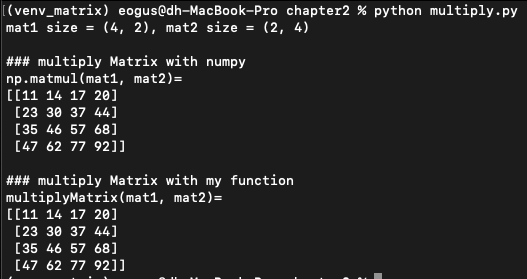 (venv_matrix) eogus@dh-MacBook-Pro chapter2 % python multiply.py
mat1 size = (4, 2), mat2 size = (2, 4)

### multiply Matrix with numpy
np.matmul(mat1, mat2)=
[[11 14 17 20]
 [23 30 37 44]
 [35 46 57 68]
 [47 62 77 92]]

### multiply Matrix with my function
multiplyMatrix(mat1, mat2)=
[[11 14 17 20]
 [23 30 37 44]
 [35 46 57 68]
 [47 62 77 92]]